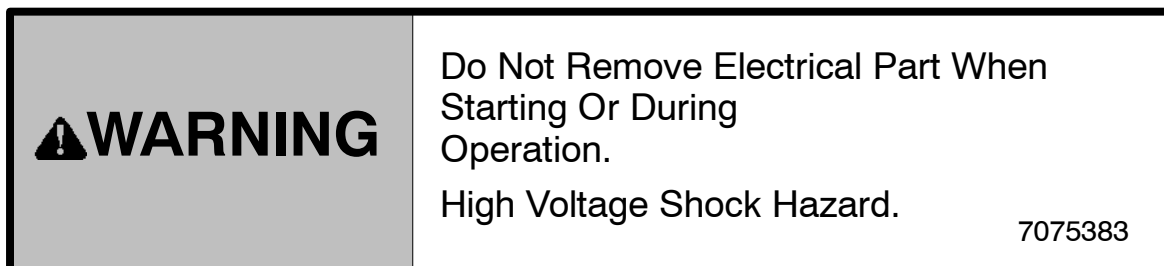 WARNING
Do Not Remove Electrical Part When
Starting Or During
Operation.
High Voltage Shock Hazard.
7075383